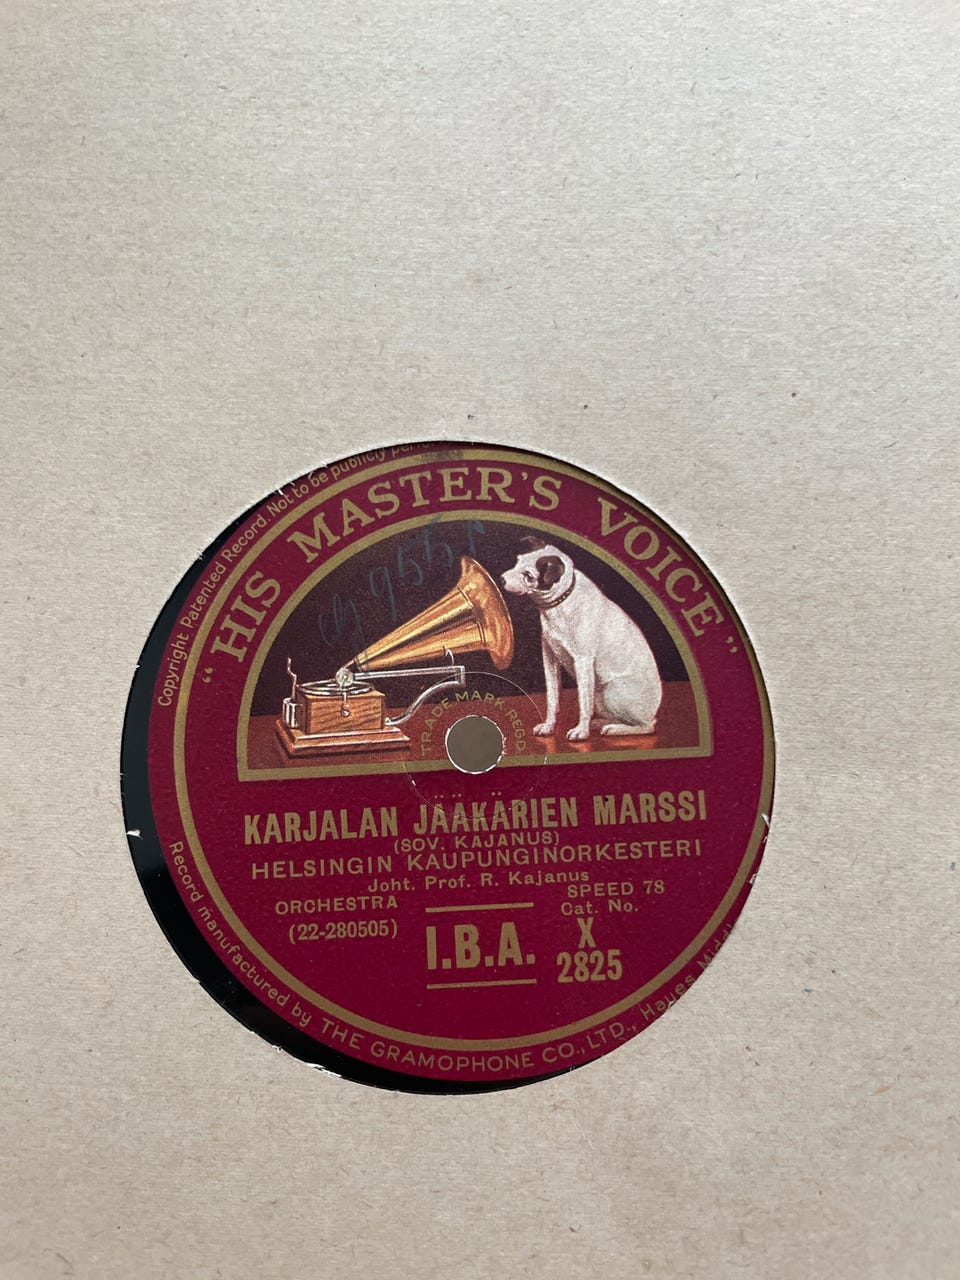 Copyright Patented Record. Not to be publicly
"HIS MASTER'S VOICE"
TRADE MARK REGD
KARJALAN JÄÄKÄRIEN MARSSI
(SOV. KAJANUS)
HELSINGIN KAUPUNGINORKESTERI
Joht. Prof. R. Kajanus
ORCHESTRA
(22-280505)
I.B.A.
SPEED 78
Cat. No.
X
2825
Record manufactured by THE GRAMOPHONE CO., LTD., Hayes